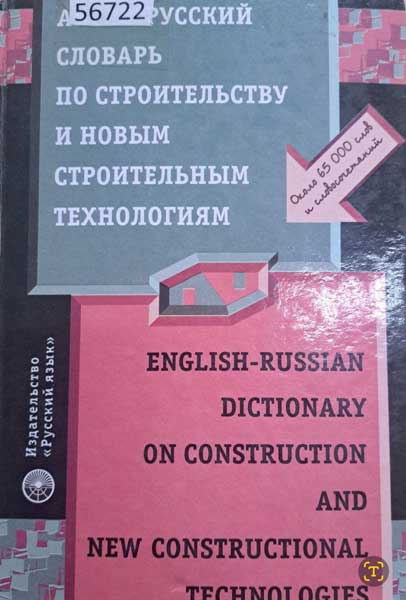 56722
РУССКИЙ
СЛОВАРЬ
ПО СТРОИТЕЛЬСТВУ
И НОВЫМ
СТРОИТЕЛЬНЫМ
ТЕХНОЛОГИЯМ
Около 65 000 слов
и словосочетаний
Издательство
«Русский язык»
ENGLISH-RUSSIAN
DICTIONARY
ON CONSTRUCTION
AND
NEW CONSTRUCTIONAL
TECHNOLOGIES